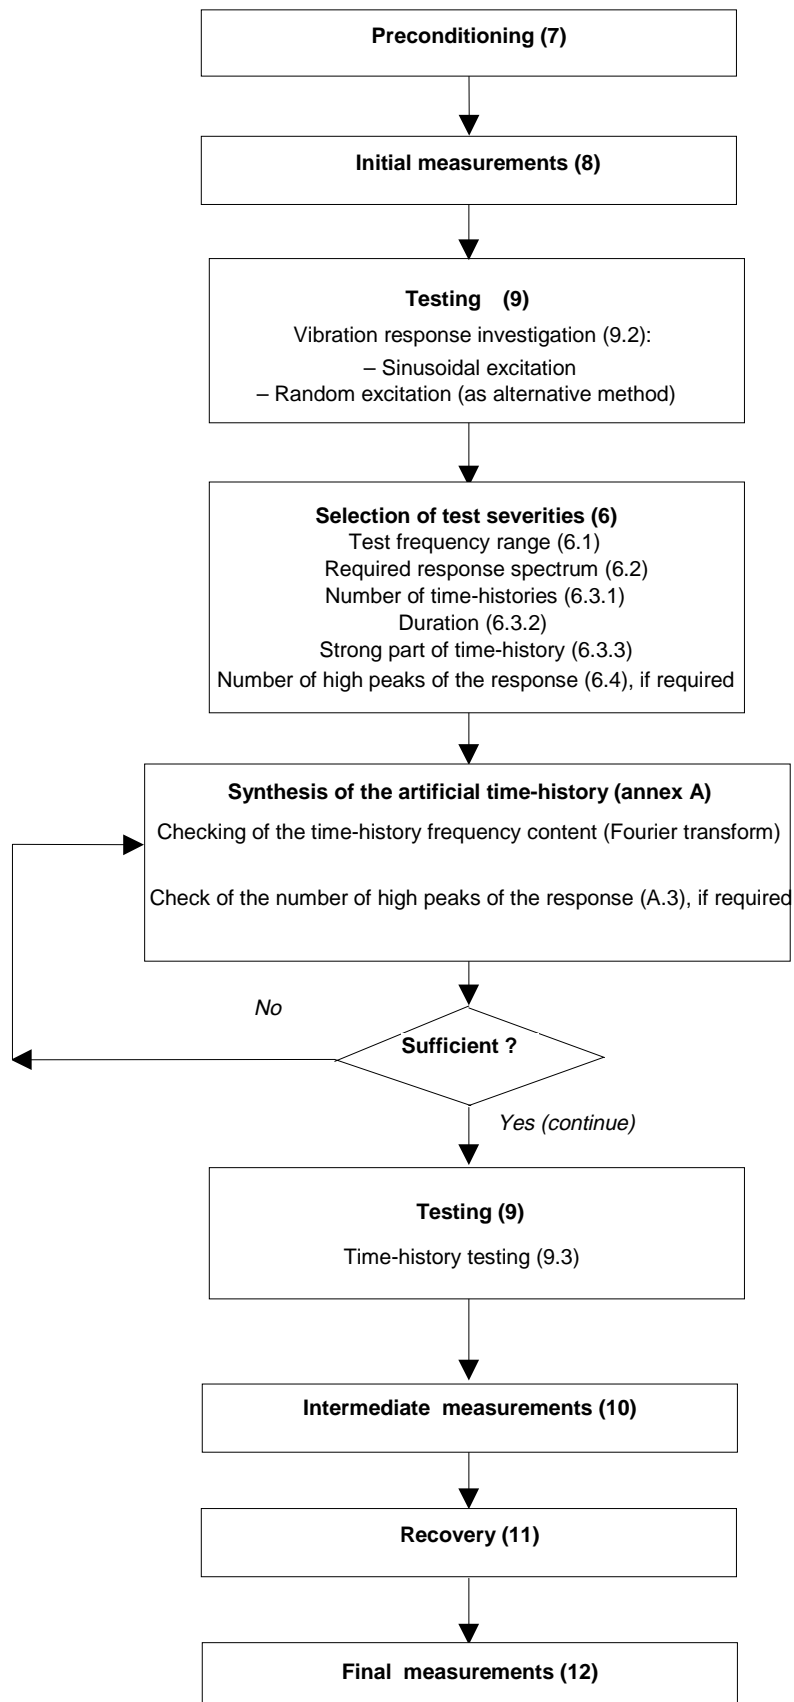 Preconditioning (7)
Initial measurements (8)
Testing (9)
Vibration response investigation (9.2):
– Sinusoidal excitation
– Random excitation (as alternative method)
Selection of test severities (6)
Test frequency range (6.1)
Required response spectrum (6.2)
Number of time-histories (6.3.1)
Duration (6.3.2)
Strong part of time-history (6.3.3)
Number of high peaks of the response (6.4), if required
Synthesis of the artificial time-history (annex A)
Checking of the time-history frequency content (Fourier transform)
Check of the number of high peaks of the response (A.3), if required
No
Sufficient ?
Yes (continue)
Testing (9)
Time-history testing (9.3)
Intermediate measurements (10)
Recovery (11)
Final measurements (12)